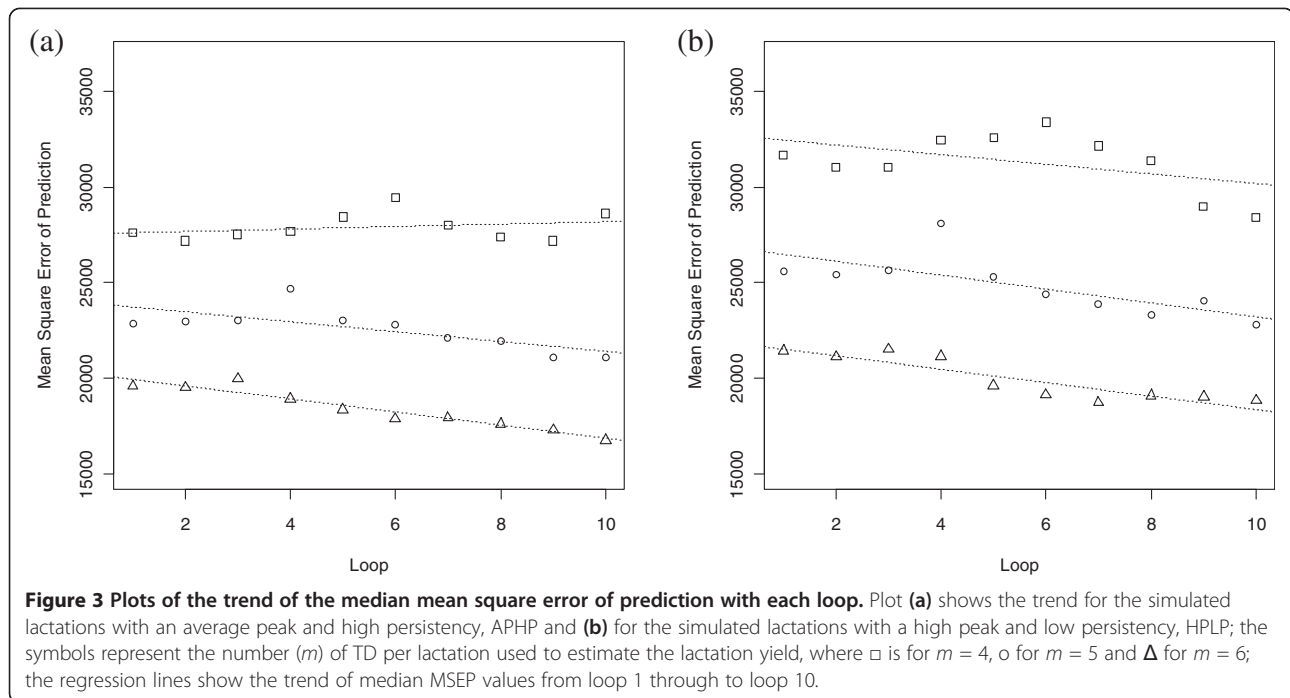 (a)
35000
30000
25000
20000
15000
Mean Square Error of Prediction
2 4 6 8 10
Loop
(b)
35000
30000
25000
20000
15000
Mean Square Error of Prediction
2 4 6 8 10
Loop
Figure 3 Plots of the trend of the median mean square error of prediction with each loop. Plot (a) shows the trend for the simulated
lactations with an average peak and high persistency, APHP and (b) for the simulated lactations with a high peak and low persistency, HPLP; the
symbols represent the number (m) of TD per lactation used to estimate the lactation yield, where □ is for m = 4, o for m = 5 and Δ for m = 6;
the regression lines show the trend of median MSEP values from loop 1 through to loop 10.